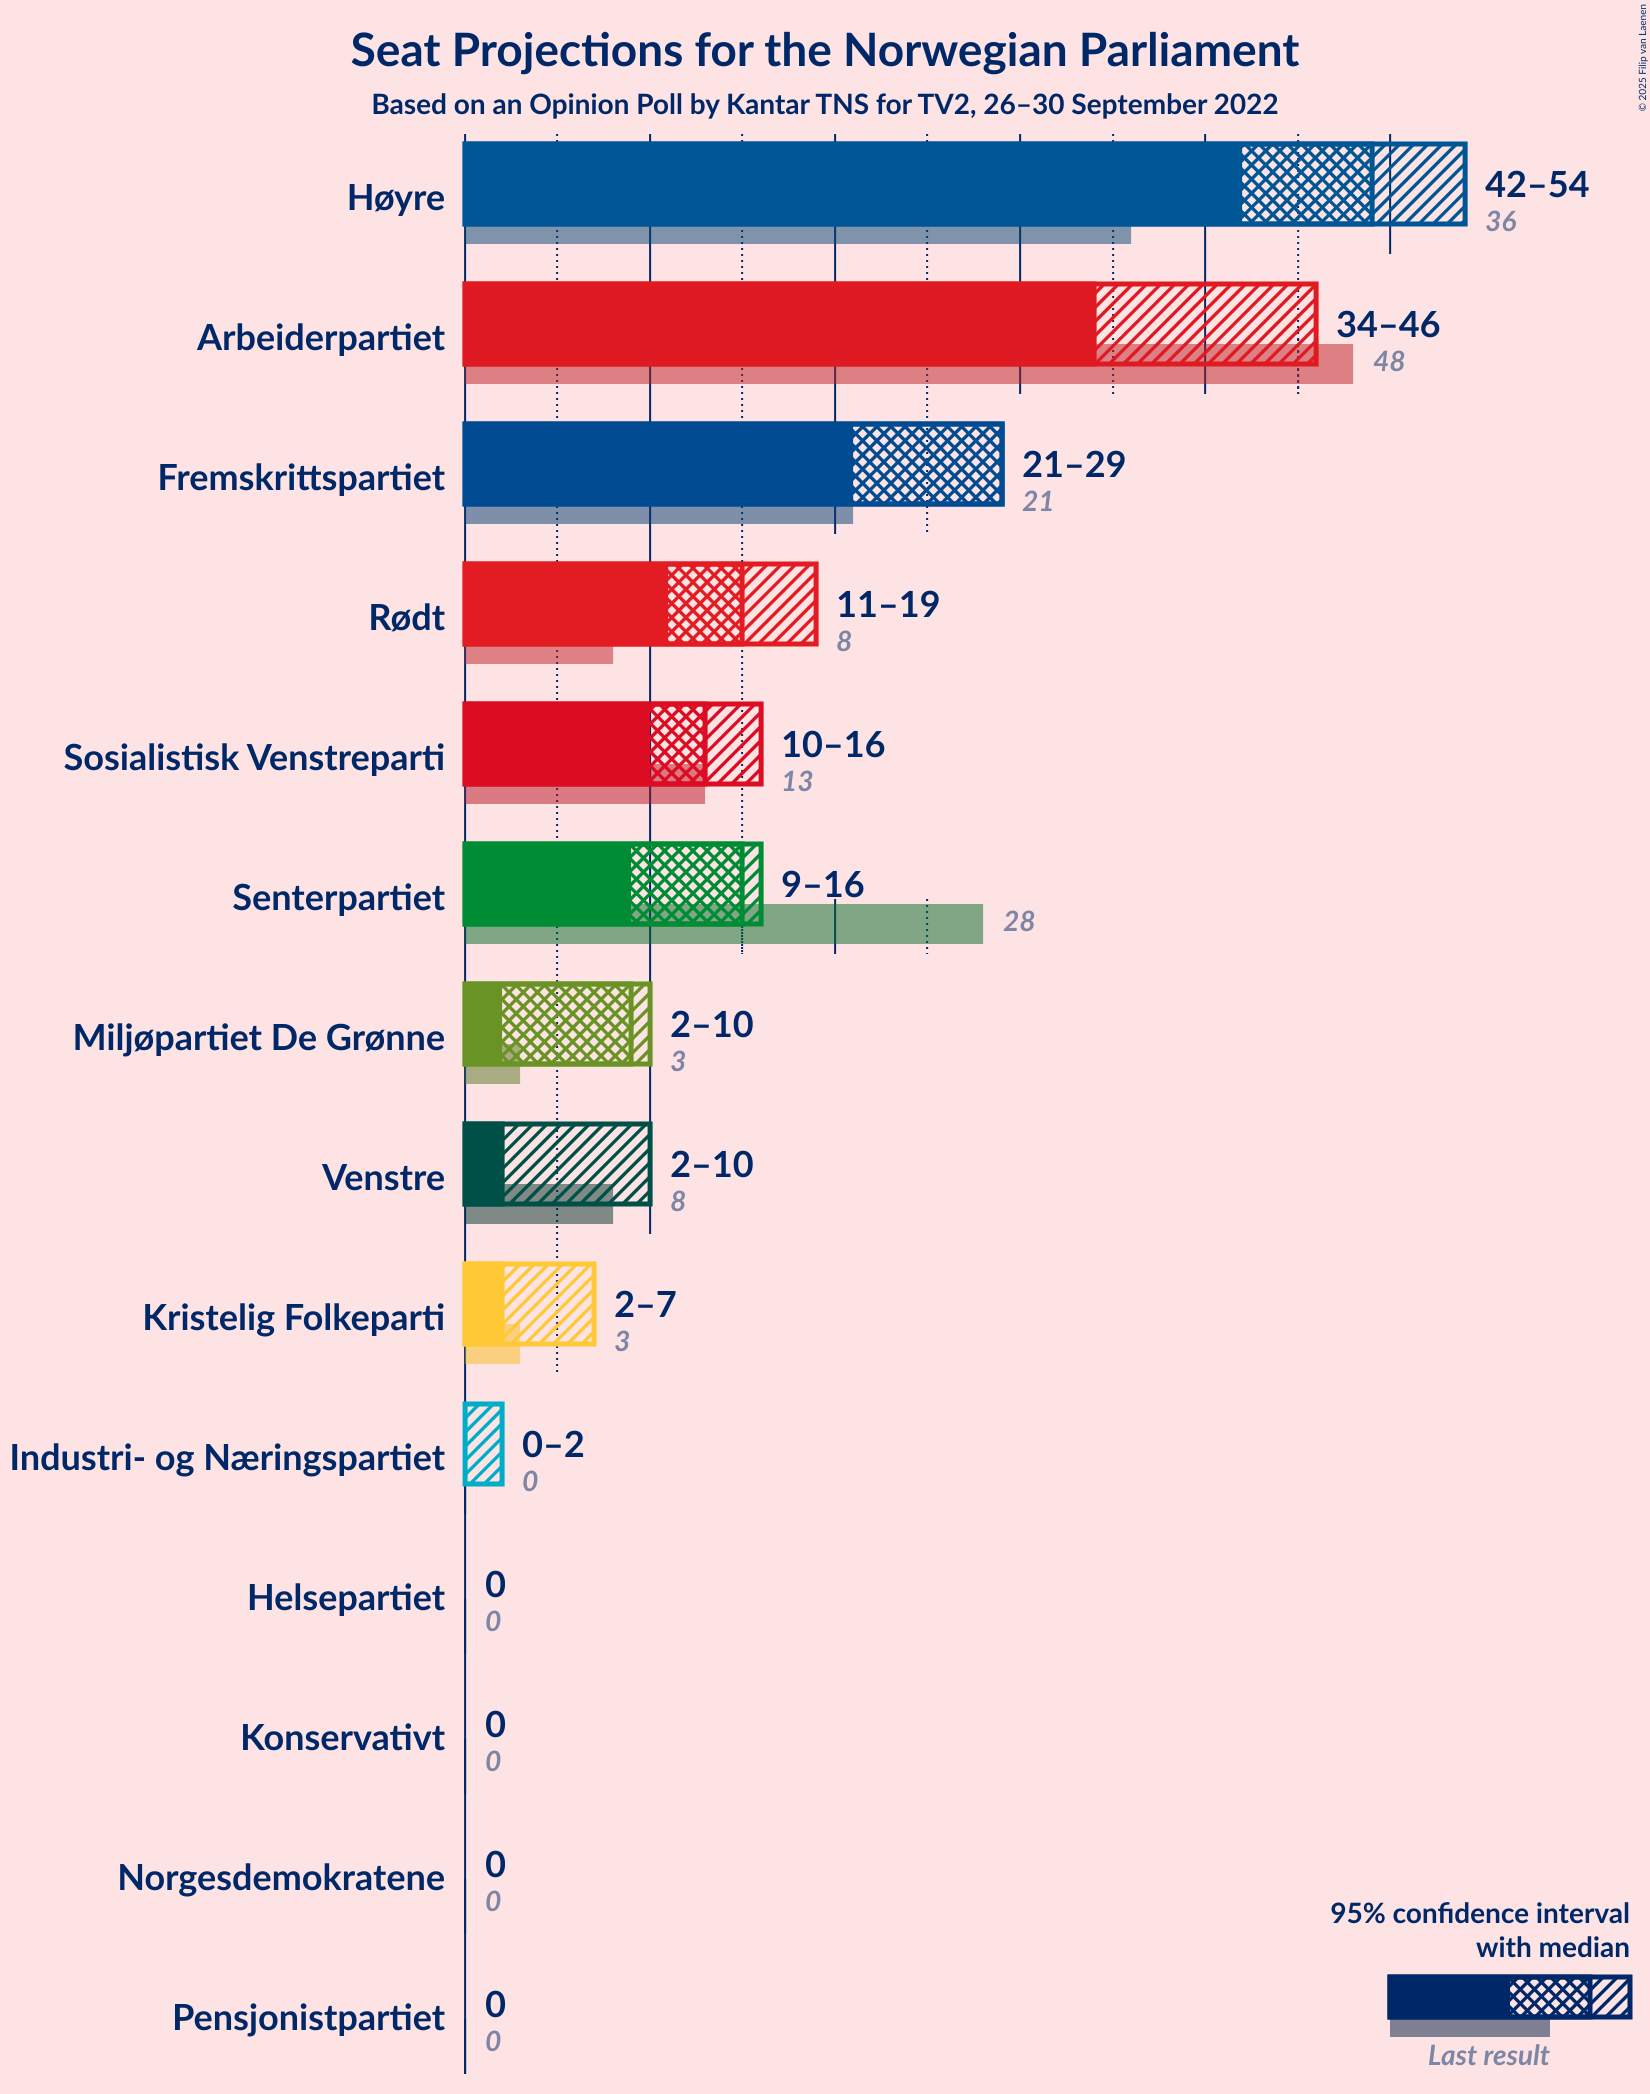 Seat Projections for the Norwegian Parliament
Based on an Opinion Poll by Kantar TNS for TV2, 26–30 September 2022
© 2025 Filip van Laenen
Høyre
42–54
36
Arbeiderpartiet
34–46
48
Fremskrittspartiet
21–29
21
Rødt
11–19
8
Sosialistisk Venstreparti
10–16
13
Senterpartiet
9–16
28
Miljøpartiet De Grønne
2–10
3
Venstre
2–10
8
Kristelig Folkeparti
2–7
3
Industri- og Næringspartiet
0–2
0
Helsepartiet
0
0
Konservativt
0
0
Norgesdemokratene
0
0
Pensjonistpartiet
0
0
95% confidence interval
with median
Last result